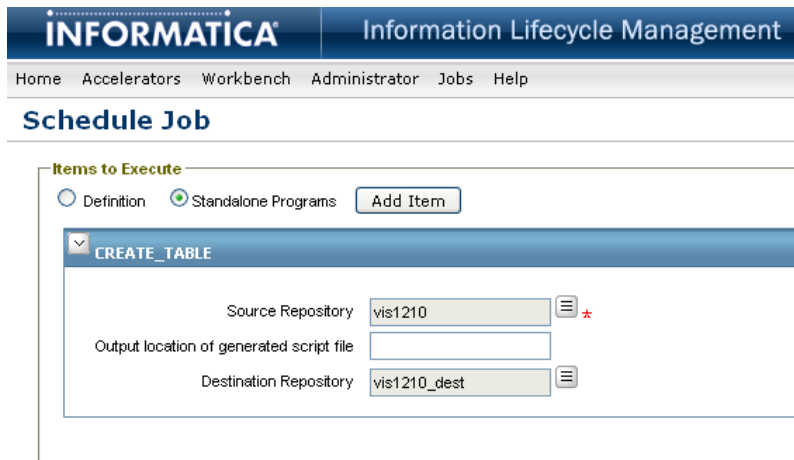 INFORMATICA Information Lifecycle Management
Home Accelerators Workbench Administrator Jobs Help
Schedule Job
Items to Execute
Definition Standalone Programs Add Item
CREATE_TABLE
Source Repository vis1210 *
Output location of generated script file
Destination Repository vis1210_dest